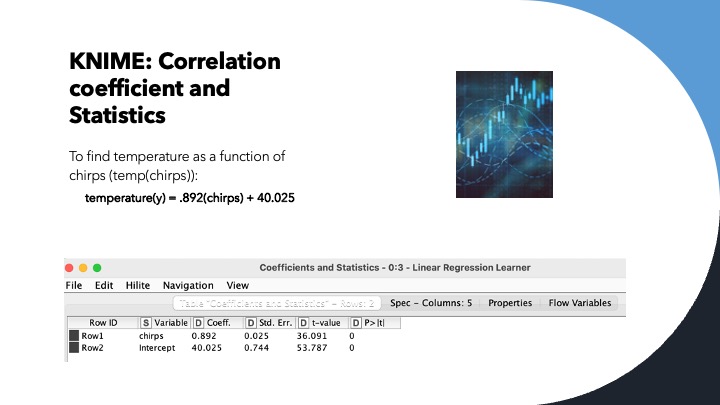 KNIME: Correlation
coefficient and
Statistics
To find temperature as a function of
chirps (temp(chirps)):
temperature(y) = .892(chirps) + 40.025
Coefficients and Statistics - 0:3 - Linear Regression Learner
File Edit Hilite Navigation View
Table "Coefficients and Statistics" - Rows: 2 Spec - Columns: 5 Properties Flow Variables
Row ID S Variable D Coeff. D Std. Err. D t-value D P>|t|
Row1 chirps 0.892 0.025 36.091 0
Row2 Intercept 40.025 0.744 53.787 0